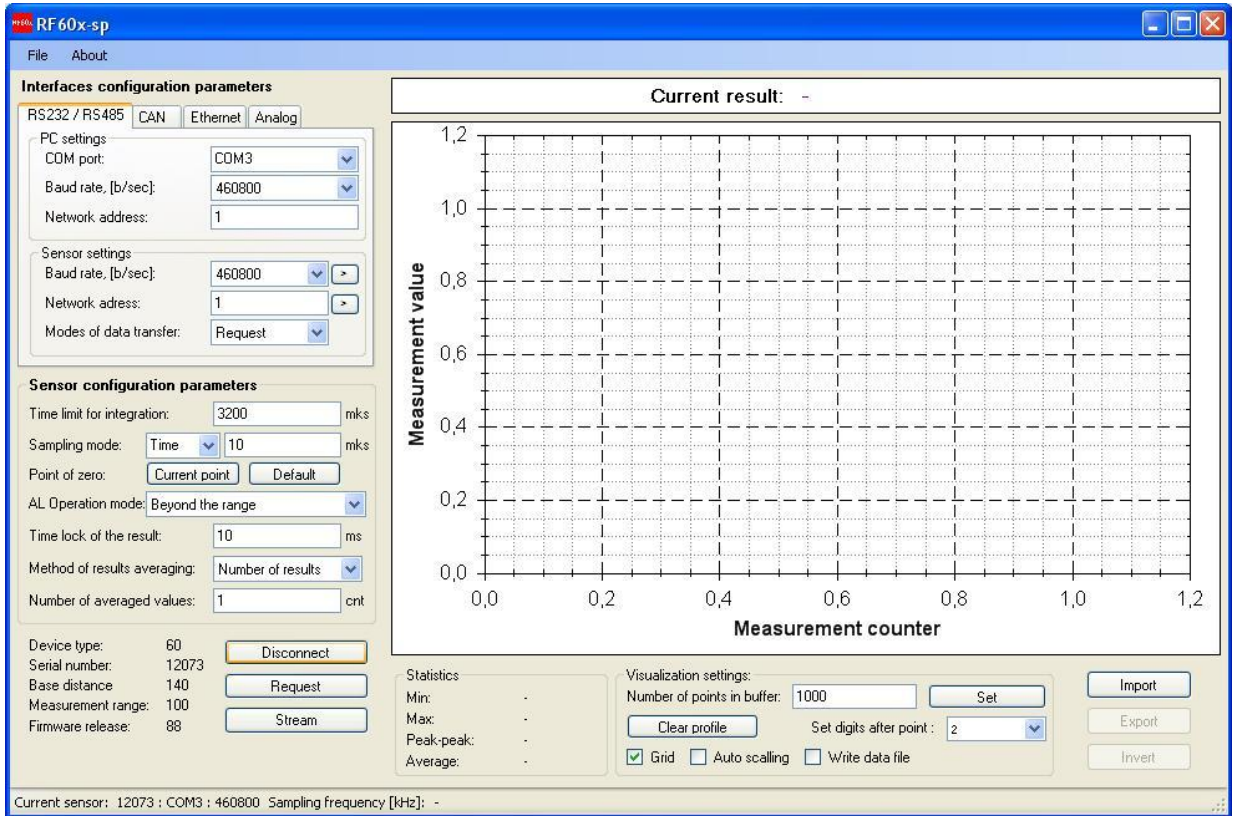 RF60x-sp
File About
Interfaces configuration parameters
RS232 / RS485 CAN Ethernet Analog
PC settings
COM port: COM3
Baud rate, [b/sec]: 460800
Network address: 1
Sensor settings
Baud rate, [b/sec]: 460800 >
Network adress: 1 >
Modes of data transfer: Request
Sensor configuration parameters
Time limit for integration: 3200 mks
Sampling mode: Time 10 mks
Point of zero: Current point Default
AL Operation mode: Beyond the range
Time lock of the result: 10 ms
Method of results averaging: Number of results
Number of averaged values: 1 cnt
Device type: 60
Serial number: 12073
Base distance 140
Measurement range: 100
Firmware release: 88
Disconnect
Request
Stream
Current result: -
Measurement value
1,2
1,0
0,8
0,6
0,4
0,2
0,0
0,0 0,2 0,4 0,6 0,8 1,0 1,2
Measurement counter
Statistics
Min: -
Max: -
Peak-peak: -
Average: -
Visualization settings:
Number of points in buffer: 1000 Set
Clear profile Set digits after point : 2
Grid Auto scalling Write data file
Import
Export
Invert
Current sensor: 12073 : COM3 : 460800 Sampling frequency [kHz]: -